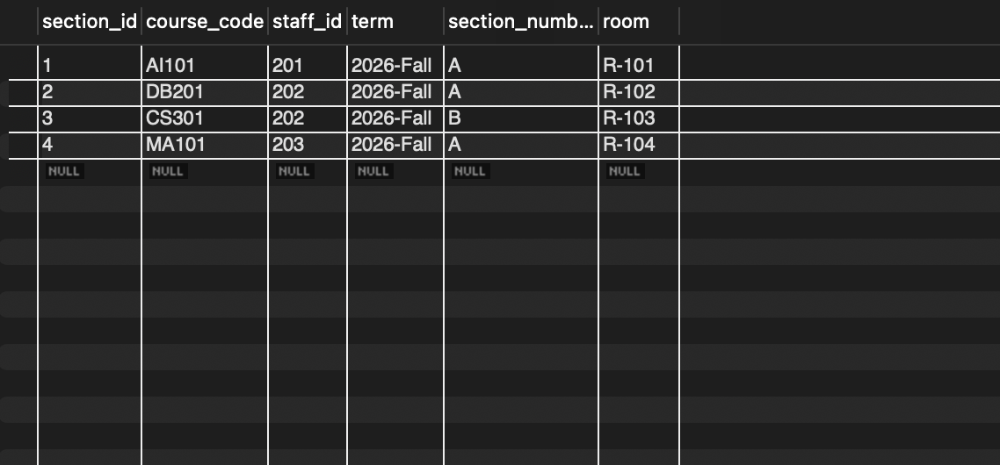 section_id course_code staff_id term section_numb... room
1 AI101 201 2026-Fall A R-101
2 DB201 202 2026-Fall A R-102
3 CS301 202 2026-Fall B R-103
4 MA101 203 2026-Fall A R-104
NULL NULL NULL NULL NULL NULL